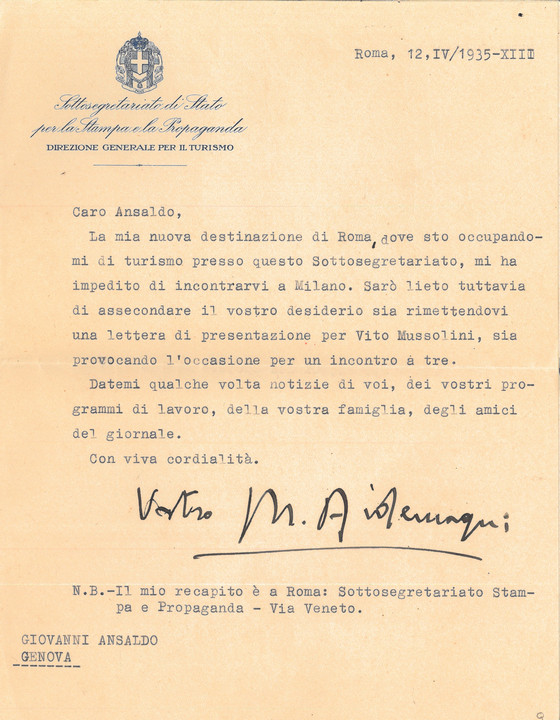 Roma, 12,IV/1935-XIII
Sottosegretariato di Stato
per la Stampa e la Propaganda
DIREZIONE GENERALE PER IL TURISMO
Caro Ansaldo,
La mia nuova destinazione di Roma, dove sto occupando-
mi di turismo presso questo Sottosegretariato, mi ha
impedito di incontrarvi a Milano. Sarò lieto tuttavia
di assecondare il vostro desiderio sia rimettendovi
una lettera di presentazione per Vito Mussolini, sia
provocando l'occasione per un incontro a tre.
Datemi qualche volta notizie di voi, dei vostri pro-
grammi di lavoro, della vostra famiglia, degli amici
del giornale.
Con viva cordialità.
Vostro M.
N.B.-Il mio recapito è a Roma: Sottosegretariato Stam-
pa e Propaganda - Via Veneto.
GIOVANNI ANSALDO
GENOVA